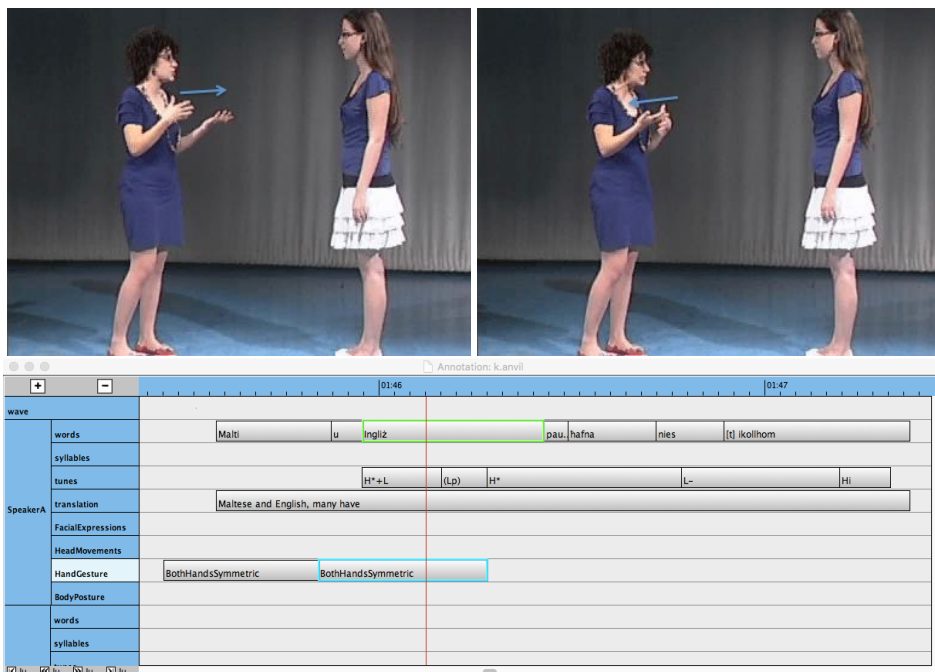 Annotation: k.anvil
+ -
01:46 01:47
wave
SpeakerA
words Malti u Ingliż pau.. hafna nies [t] ikollhom
syllables
tunes H*+L (Lp) H* L- Hi
translation Maltese and English, many have
FacialExpressions
HeadMovements
HandGesture BothHandsSymmetric BothHandsSymmetric
BodyPosture
words
syllables